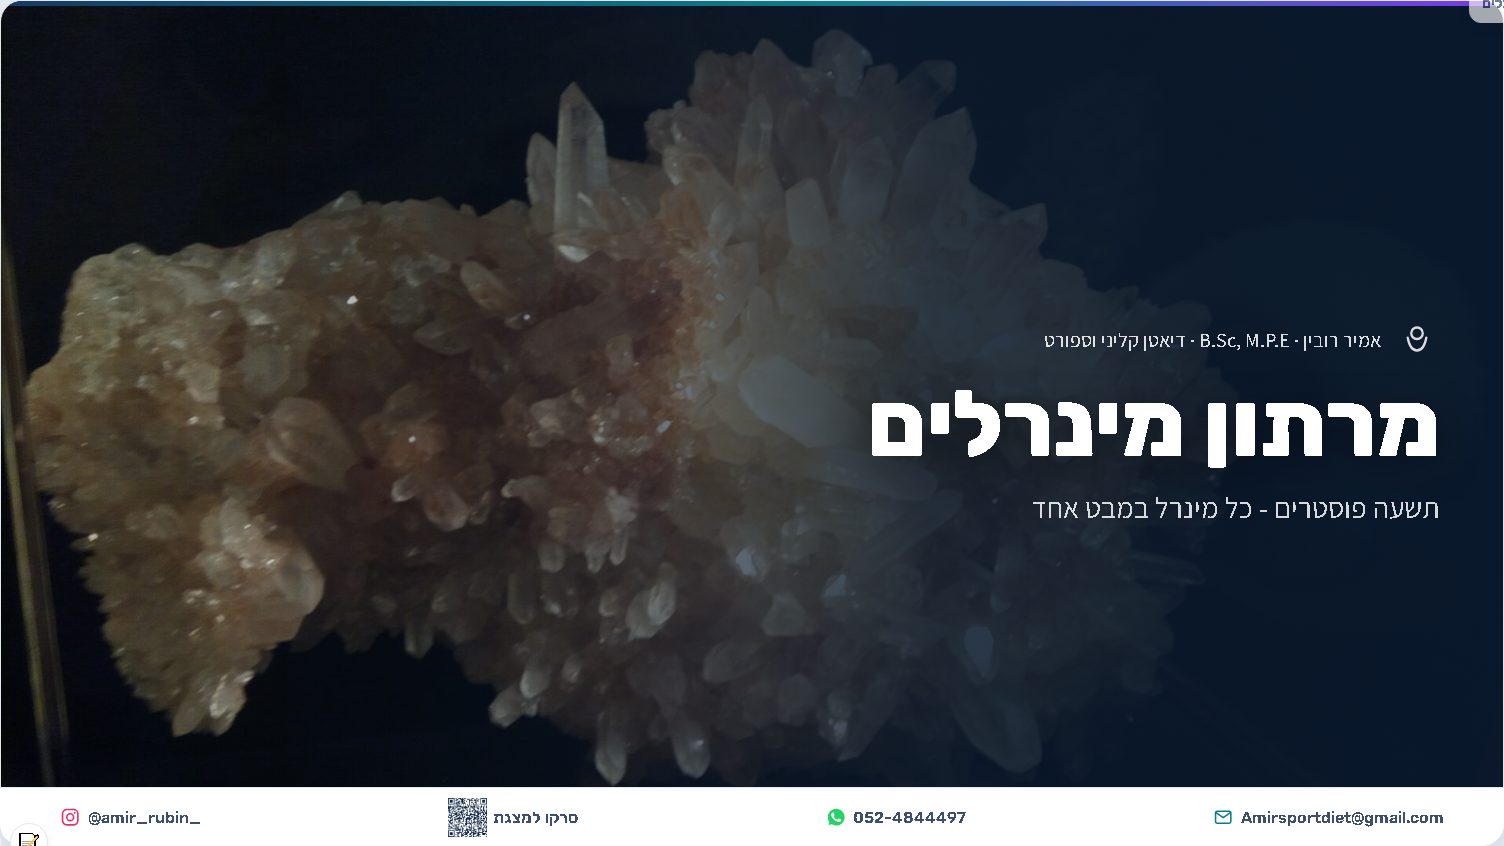 אמיר רובין · B.Sc, M.P.E · דיאטן קליני וספורט
מרתון מינרלים
תשעה פוסטרים - כל מינרל במבט אחד
Amirsportdiet@gmail.com
052-4844497
סרקו למצגת
@amir_rubin_